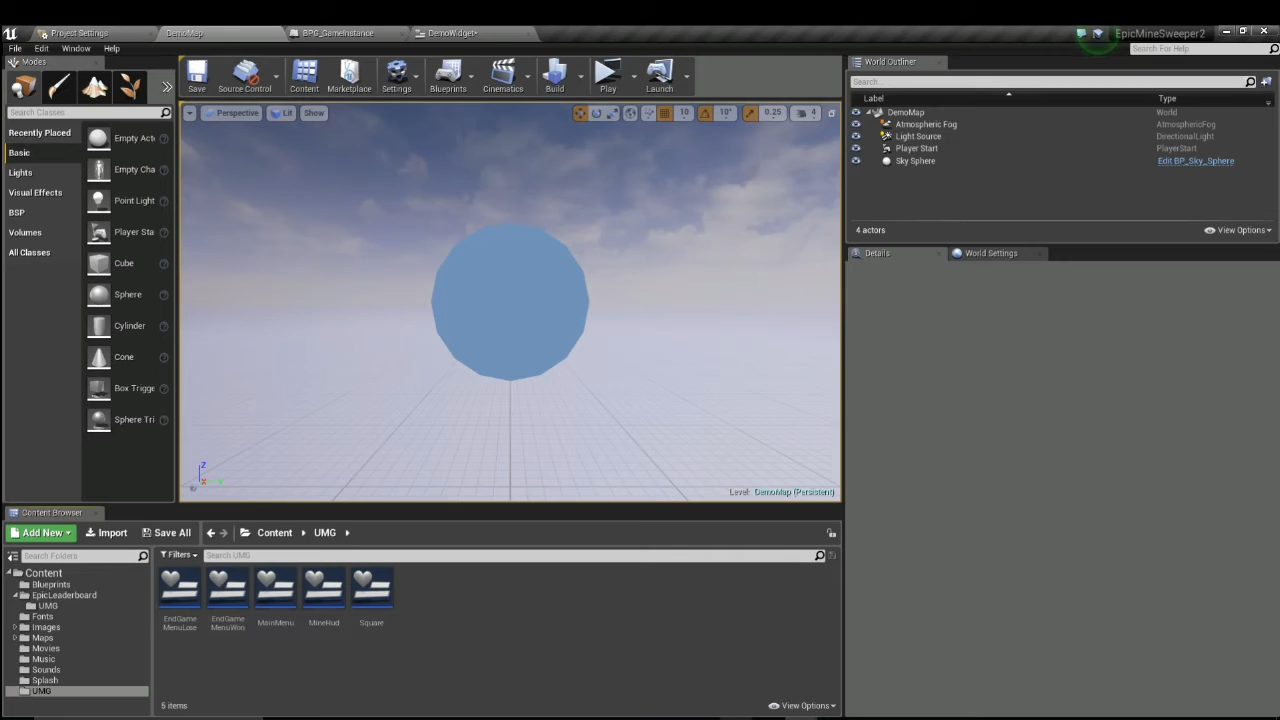 Project Settings
DemoMap
BPG_GameInstance
DemoWidget*
EpicMineSweeper2
File Edit Window Help
Search For Help
Modes
Search Classes
Recently Placed
Basic
Lights
Visual Effects
BSP
Volumes
All Classes
Empty Acto
Empty Cha
Point Light
Player Sta
Cube
Sphere
Cylinder
Cone
Box Trigge
Sphere Tri
Save
Source Control
Content
Marketplace
Settings
Blueprints
Cinematics
Build
Play
Launch
Perspective
Lit
Show
10
10°
0.25
4
Z
X
Y
Level: DemoMap (Persistent)
World Outliner
Search...
Label Type
DemoMap World
Atmospheric Fog AtmosphericFog
Light Source DirectionalLight
Player Start PlayerStart
Sky Sphere Edit BP_Sky_Sphere
4 actors
View Options
Details
World Settings
Content Browser
Add New
Import
Save All
Content
UMG
Search Folders
Filters
Search UMG
Content
Blueprints
EpicLeaderboard
UMG
Fonts
Images
Maps
Movies
Music
Sounds
Splash
UMG
EndGame
MenuLose
EndGame
MenuWon
MainMenu
MineHud
Square
5 items
View Options